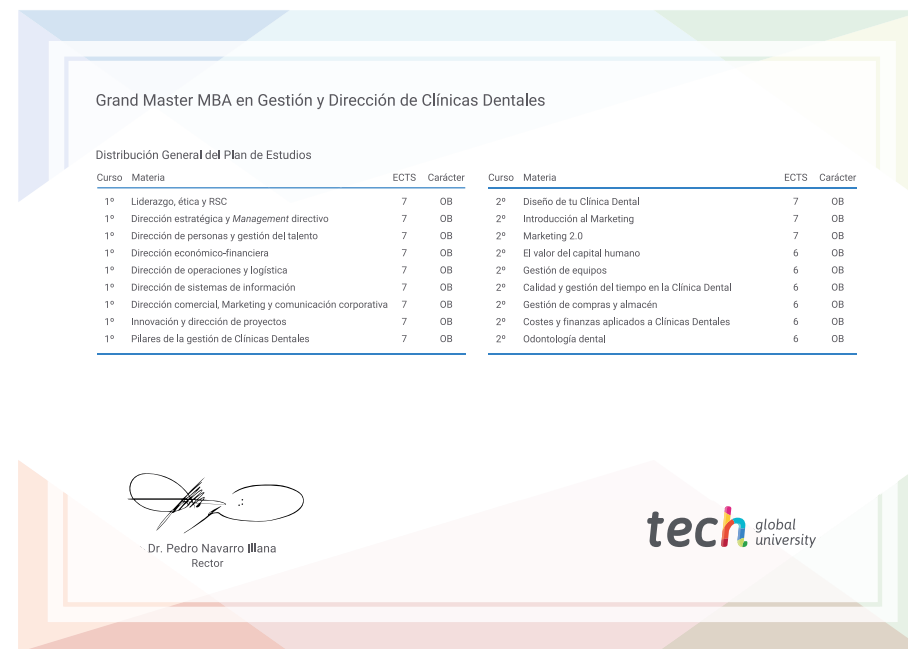 Grand Master MBA en Gestión y Dirección de Clínicas Dentales
Distribución General del Plan de Estudios
Curso Materia ECTS Carácter
1º Liderazgo, ética y RSC 7 OB
1º Dirección estratégica y Management directivo 7 OB
1º Dirección de personas y gestión del talento 7 OB
1º Dirección económico-financiera 7 OB
1º Dirección de operaciones y logística 7 OB
1º Dirección de sistemas de información 7 OB
1º Dirección comercial, Marketing y comunicación corporativa 7 OB
1º Innovación y dirección de proyectos 7 OB
1º Pilares de la gestión de Clínicas Dentales 7 OB
Curso Materia ECTS Carácter
2º Diseño de tu Clínica Dental 7 OB
2º Introducción al Marketing 7 OB
2º Marketing 2.0 7 OB
2º El valor del capital humano 6 OB
2º Gestión de equipos 6 OB
2º Calidad y gestión del tiempo en la Clínica Dental 6 OB
2º Gestión de compras y almacén 6 OB
2º Costes y finanzas aplicados a Clínicas Dentales 6 OB
2º Odontología dental 6 OB
Dr. Pedro Navarro Illana
Rector
tech global
university